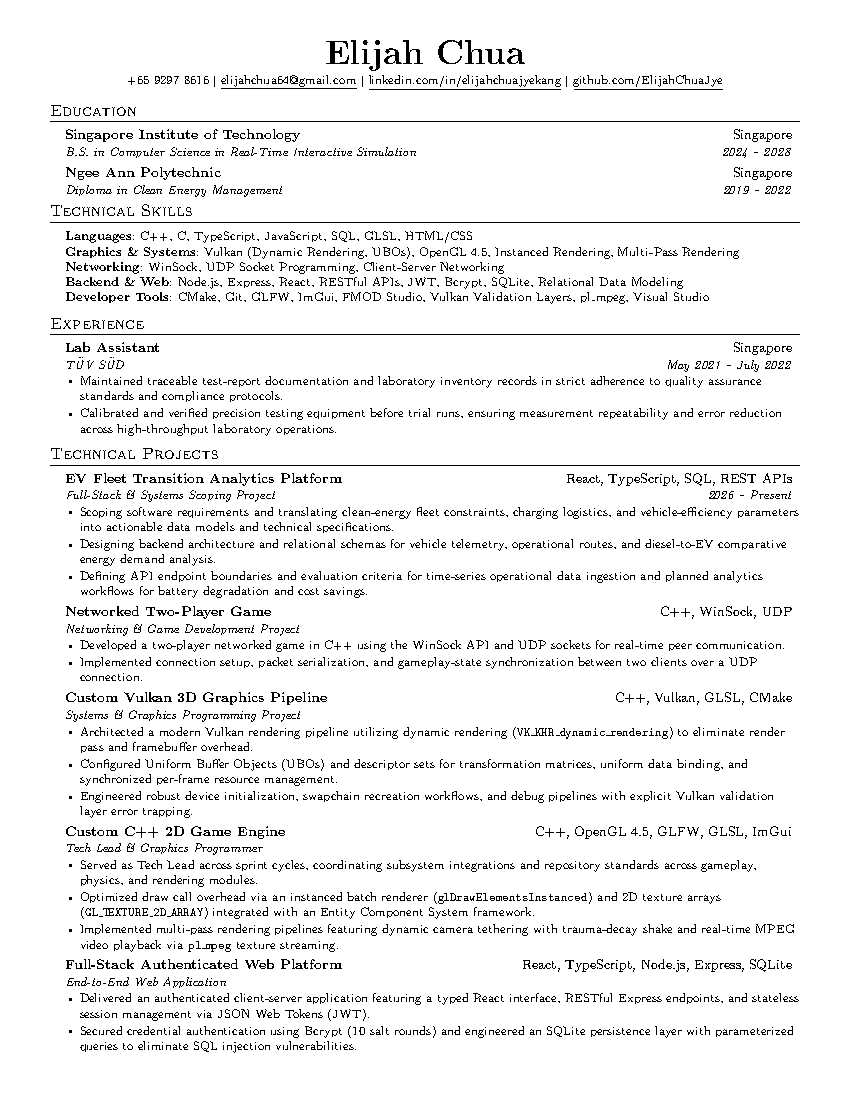 Elijah Chua
+65 9297 8616 | elijahchua64@gmail.com | linkedin.com/in/elijahchuajyekang | github.com/ElijahChuaJye
Education
Singapore Institute of Technology Singapore
B.S. in Computer Science in Real-Time Interactive Simulation 2024 - 2028
Ngee Ann Polytechnic Singapore
Diploma in Clean Energy Management 2019 - 2022
Technical Skills
Languages: C++, C, TypeScript, JavaScript, SQL, GLSL, HTML/CSS
Graphics & Systems: Vulkan (Dynamic Rendering, UBOs), OpenGL 4.5, Instanced Rendering, Multi-Pass Rendering
Networking: WinSock, UDP Socket Programming, Client-Server Networking
Backend & Web: Node.js, Express, React, RESTful APIs, JWT, Bcrypt, SQLite, Relational Data Modeling
Developer Tools: CMake, Git, GLFW, ImGui, FMOD Studio, Vulkan Validation Layers, pl_mpeg, Visual Studio
Experience
Lab Assistant Singapore
TÜV SÜD May 2021 - July 2022
• Maintained traceable test-report documentation and laboratory inventory records in strict adherence to quality assurance
standards and compliance protocols.
• Calibrated and verified precision testing equipment before trial runs, ensuring measurement repeatability and error reduction
across high-throughput laboratory operations.
Technical Projects
EV Fleet Transition Analytics Platform React, TypeScript, SQL, REST APIs
Full-Stack & Systems Scoping Project 2026 - Present
• Scoping software requirements and translating clean-energy fleet constraints, charging logistics, and vehicle-efficiency parameters
into actionable data models and technical specifications.
• Designing backend architecture and relational schemas for vehicle telemetry, operational routes, and diesel-to-EV comparative
energy demand analysis.
• Defining API endpoint boundaries and evaluation criteria for time-series operational data ingestion and planned analytics
workflows for battery degradation and cost savings.
Networked Two-Player Game C++, WinSock, UDP
Networking & Game Development Project
• Developed a two-player networked game in C++ using the WinSock API and UDP sockets for real-time peer communication.
• Implemented connection setup, packet serialization, and gameplay-state synchronization between two clients over a UDP
connection.
Custom Vulkan 3D Graphics Pipeline C++, Vulkan, GLSL, CMake
Systems & Graphics Programming Project
• Architected a modern Vulkan rendering pipeline utilizing dynamic rendering (VK_KHR_dynamic_rendering) to eliminate render
pass and framebuffer overhead.
• Configured Uniform Buffer Objects (UBOs) and descriptor sets for transformation matrices, uniform data binding, and
synchronized per-frame resource management.
• Engineered robust device initialization, swapchain recreation workflows, and debug pipelines with explicit Vulkan validation
layer error trapping.
Custom C++ 2D Game Engine C++, OpenGL 4.5, GLFW, GLSL, ImGui
Tech Lead & Graphics Programmer
• Served as Tech Lead across sprint cycles, coordinating subsystem integrations and repository standards across gameplay,
physics, and rendering modules.
• Optimized draw call overhead via an instanced batch renderer (glDrawElementsInstanced) and 2D texture arrays
(GL_TEXTURE_2D_ARRAY) integrated with an Entity Component System framework.
• Implemented multi-pass rendering pipelines featuring dynamic camera tethering with trauma-decay shake and real-time MPEG
video playback via pl_mpeg texture streaming.
Full-Stack Authenticated Web Platform React, TypeScript, Node.js, Express, SQLite
End-to-End Web Application
• Delivered an authenticated client-server application featuring a typed React interface, RESTful Express endpoints, and stateless
session management via JSON Web Tokens (JWT).
• Secured credential authentication using Bcrypt (10 salt rounds) and engineered an SQLite persistence layer with parameterized
queries to eliminate SQL injection vulnerabilities.